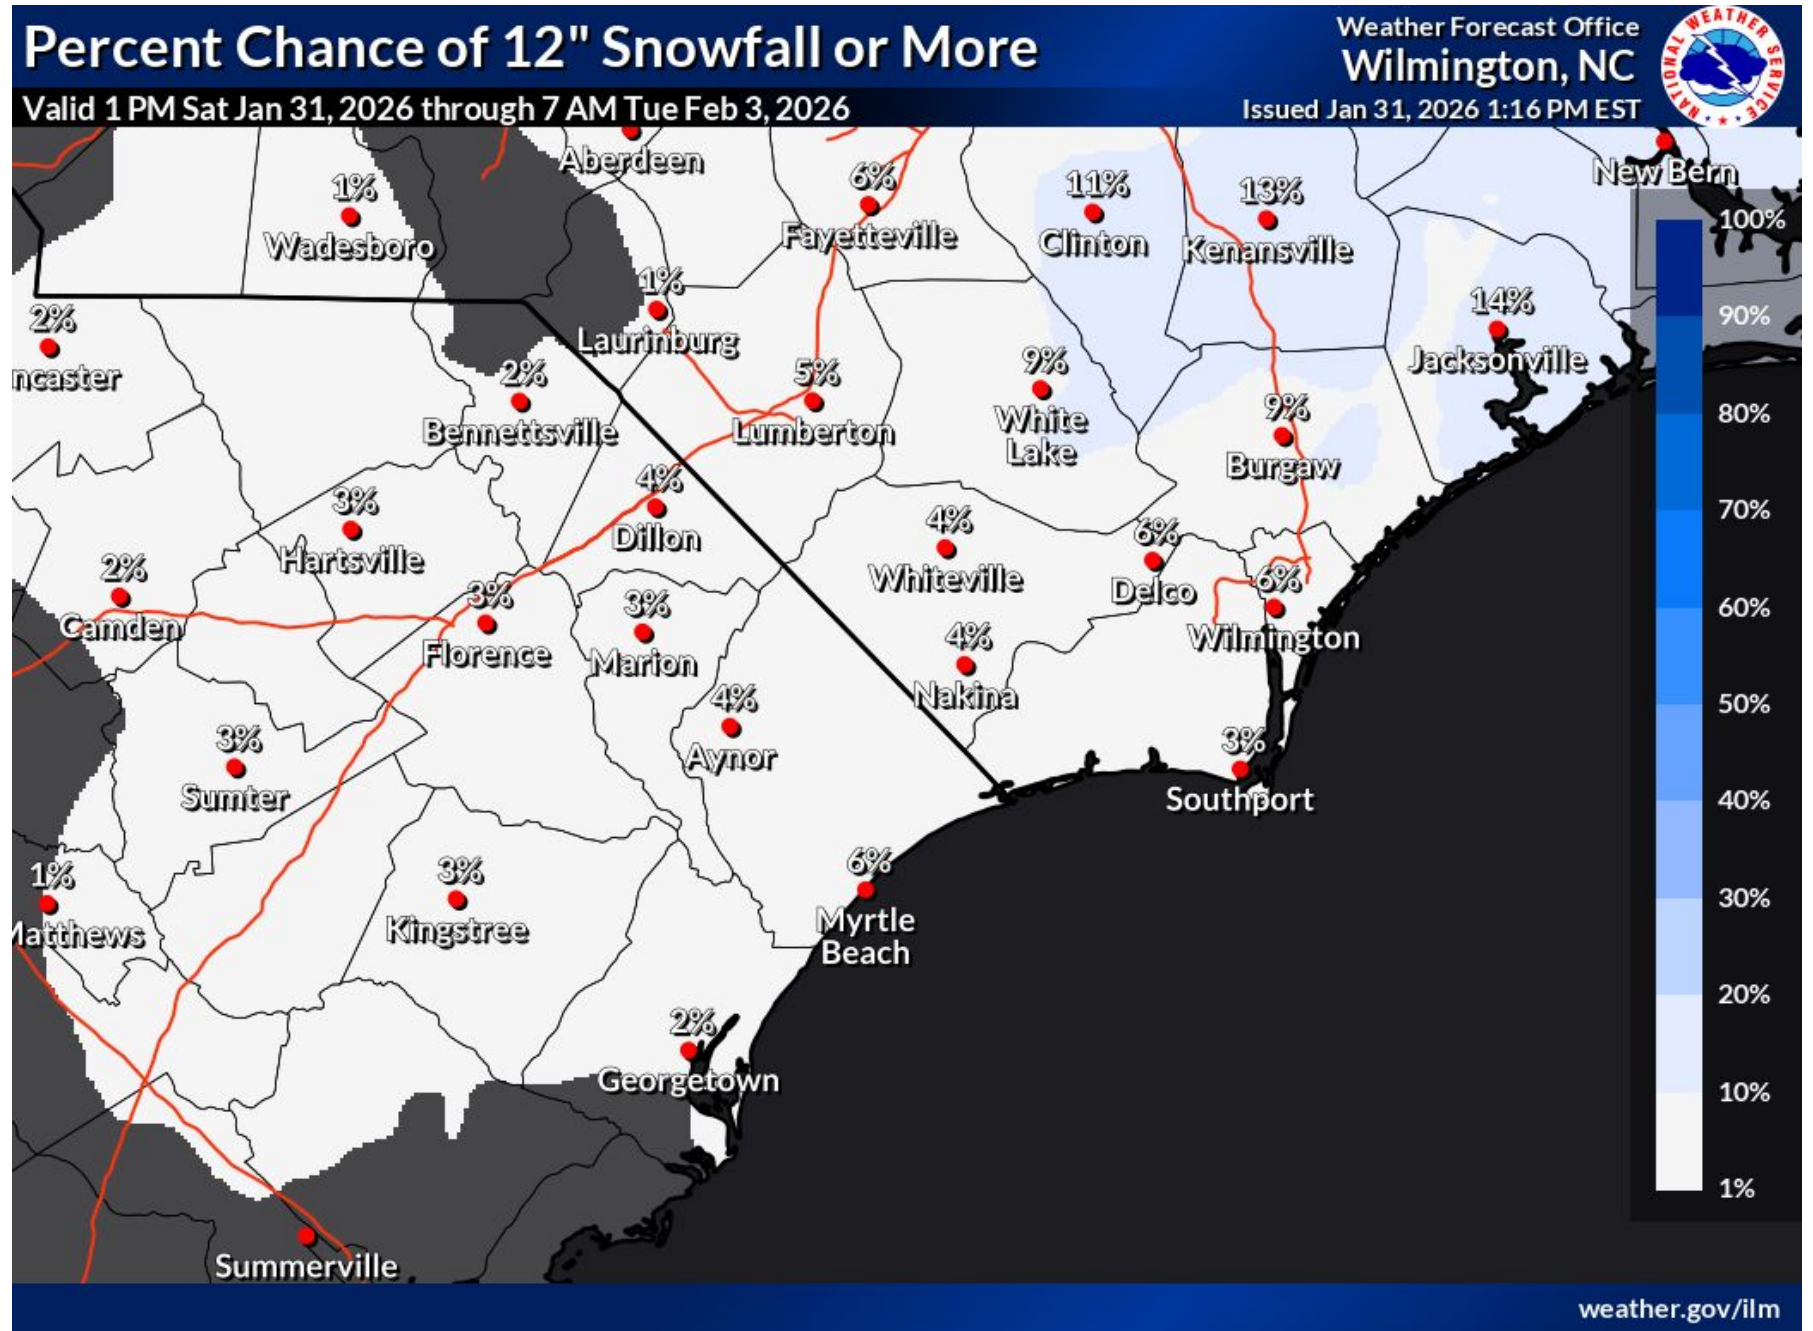 Percent Chance of 12" Snowfall or More
Valid 1 PM Sat Jan 31, 2026 through 7 AM Tue Feb 3, 2026
Weather Forecast Office
Wilmington, NC
Issued Jan 31, 2026 1:16 PM EST
NATIONAL WEATHER SERVICE
Aberdeen
New Bern
1%
Wadesboro
6%
Fayetteville
11%
Clinton
13%
Kenansville
1%
Laurinburg
2%
ncaster
14%
Jacksonville
2%
Bennettsville
5%
Lumberton
9%
White
Lake
9%
Burgaw
3%
Hartsville
4%
Dillon
4%
Whiteville
6%
Delco
2%
Camden
3%
Florence
3%
Marion
6%
Wilmington
4%
Nakina
4%
Aynor
3%
Sumter
3%
Southport
1%
Matthews
3%
Kingstree
6%
Myrtle
Beach
2%
Georgetown
Summerville
100%
90%
80%
70%
60%
50%
40%
30%
20%
10%
1%
weather.gov/ilm